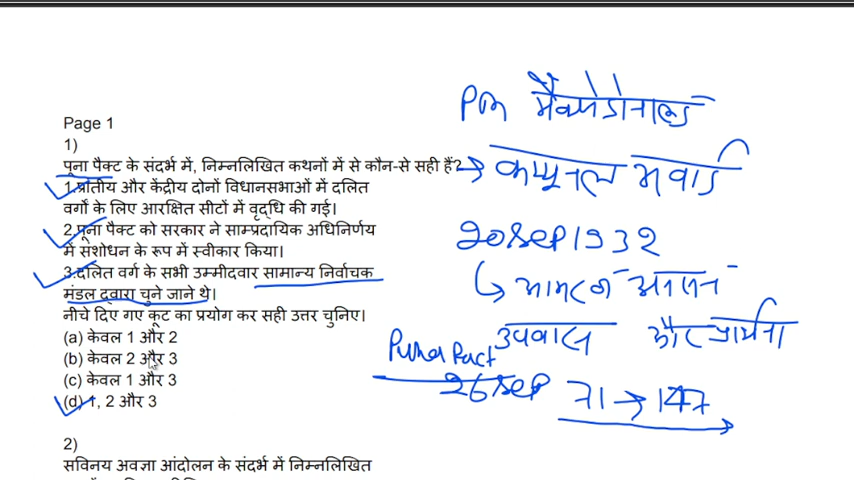 Page 1
1)
पूना पैक्ट के संदर्भ में, निम्नलिखित कथनों में से कौन-से सही हैं?
1.प्रांतीय और केंद्रीय दोनों विधानसभाओं में दलित
वर्गों के लिए आरक्षित सीटों में वृद्धि की गई।
2.पूना पैक्ट को सरकार ने साम्प्रदायिक अधिनिर्णय
में संशोधन के रूप में स्वीकार किया।
3.दलित वर्ग के सभी उम्मीदवार सामान्य निर्वाचक
मंडल द्वारा चुने जाने थे।
नीचे दिए गए कूट का प्रयोग कर सही उत्तर चुनिए।
(a) केवल 1 और 2
(b) केवल 2 और 3
(c) केवल 1 और 3
(d) 1, 2 और 3
2)
सविनय अवज्ञा आंदोलन के संदर्भ में निम्नलिखित
PM मैक्डोनाल्ड
→ कम्यूनल अवार्ड
20 Sep 1932
आमरण अनशन
उपवास और प्रार्थना
Puna Pact
26 Sep 71 → 147